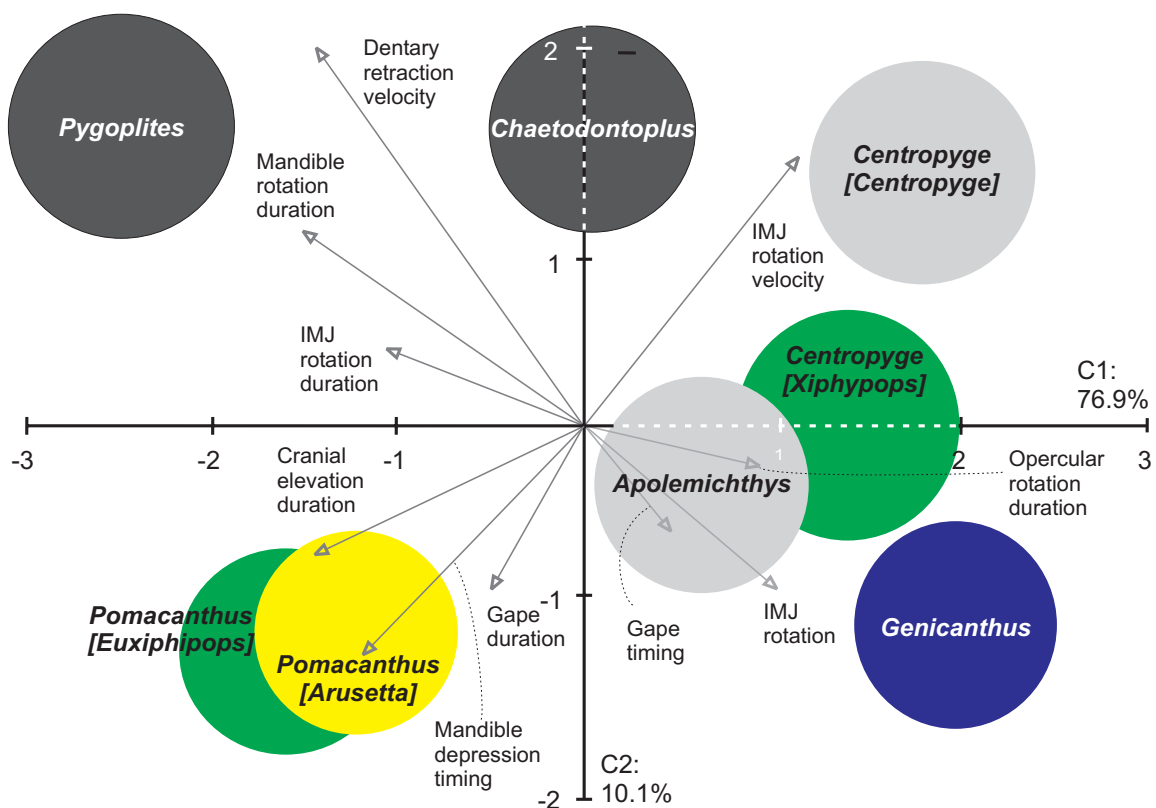 Dentary
retraction
velocity
2
Pygoplites
Chaetodontoplus
Centropyge
[Centropyge]
Mandible
rotation
duration
1
IMJ
rotation
velocity
IMJ
rotation
duration
Centropyge
[Xiphypops]
C1:
76.9%
-3
-2
-1
1
2
3
Cranial
elevation
duration
Apolemichthys
Opercular
rotation
duration
-1
Pomacanthus
[Euxiphipops]
Gape
duration
Gape
timing
IMJ
rotation
Genicanthus
Pomacanthus
[Arusetta]
Mandible
depression
timing
C2:
10.1%
-2